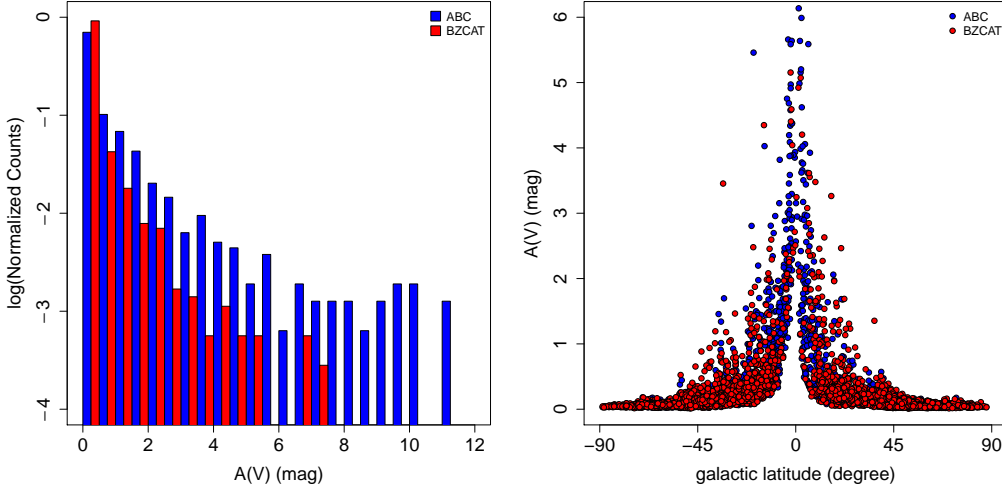 ABC
BZCAT
0
−1
−2
−3
−4
log(Normalized Counts)
0 2 4 6 8 10 12
A(V) (mag)
ABC
BZCAT
6
5
4
3
2
1
0
A(V) (mag)
−90 −45 0 45 90
galactic latitude (degree)